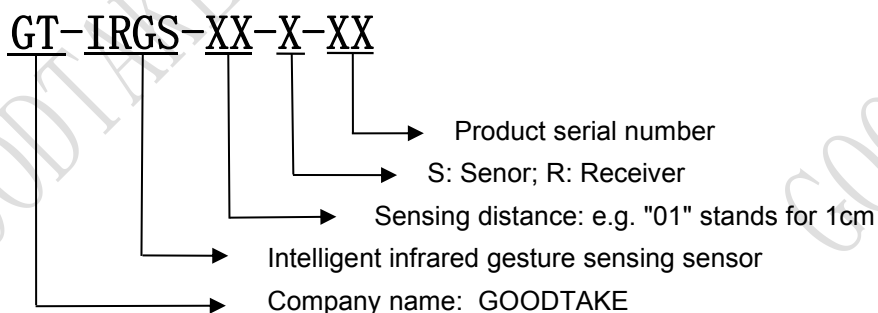 GT-IRGS-XX-X-XX
Product serial number
S: Senor; R: Receiver
Sensing distance: e.g. "01" stands for 1cm
Intelligent infrared gesture sensing sensor
Company name: GOODTAKE